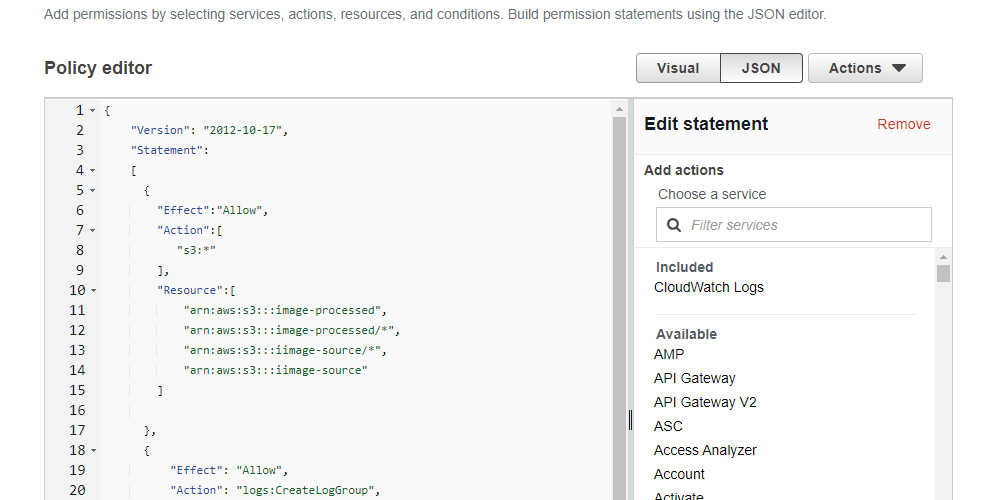 Add permissions by selecting services, actions, resources, and conditions. Build permission statements using the JSON editor.
Policy editor
Visual
JSON
Actions
1 {
2 "Version": "2012-10-17",
3 "Statement":
4 [
5 {
6 "Effect":"Allow",
7 "Action":[
8 "s3:*"
9 ],
10 "Resource":[
11 "arn:aws:s3:::image-processed",
12 "arn:aws:s3:::image-processed/*",
13 "arn:aws:s3:::iimage-source/*",
14 "arn:aws:s3:::iimage-source"
15 ]
16
17 },
18 {
19 "Effect": "Allow",
20 "Action": "logs:CreateLogGroup",
Edit statement
Remove
Add actions
Choose a service
Filter services
Included
CloudWatch Logs
Available
AMP
API Gateway
API Gateway V2
ASC
Access Analyzer
Account
Activate